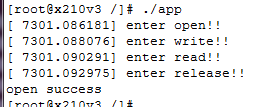 [root@x210v3 /]# ./app
[ 7301.086181] enter open!!
[ 7301.088076] enter write!!
[ 7301.090291] enter read!!
[ 7301.092975] enter release!!
open success
[root@x210v3 /]#